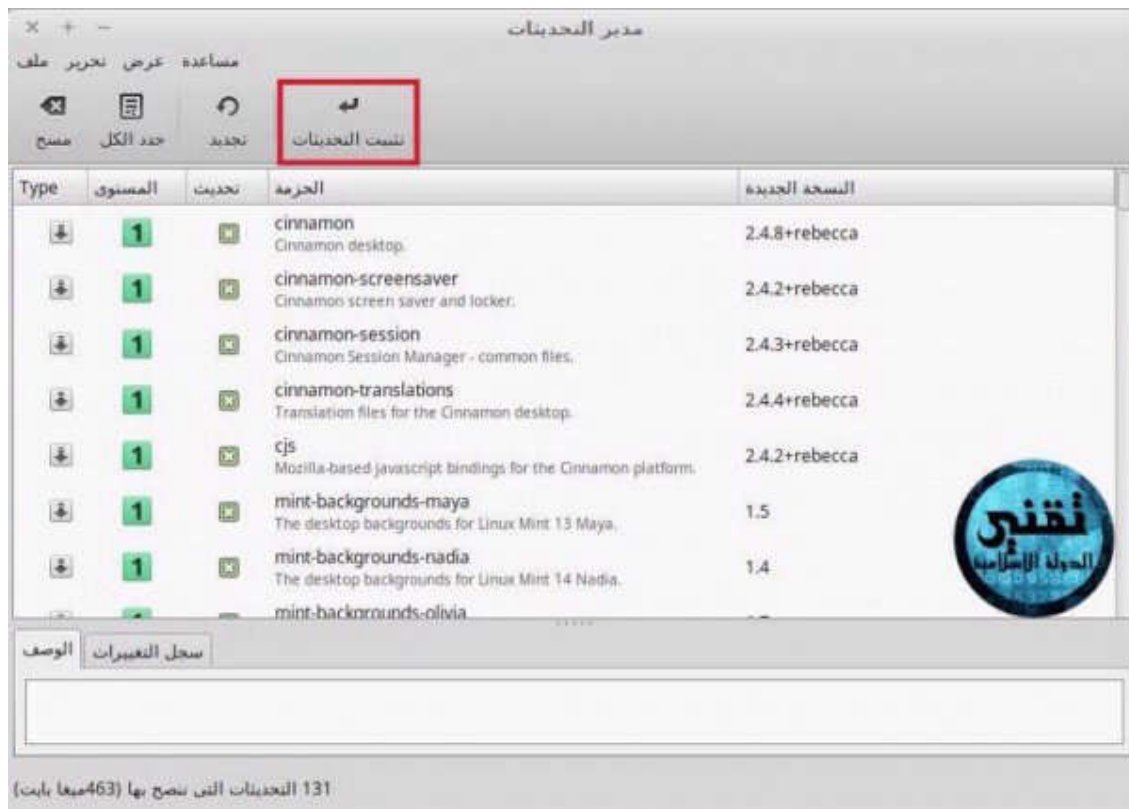 مدير التحديثات
ملف تحرير عرض مساعدة
مسح
حدد الكل
تجديد
تثبيت التحديثات
Type
المستوى
تحديث
الحزمة
النسخة الجديدة
1
cinnamon
2.4.8+rebecca
Cinnamon desktop.
1
cinnamon-screensaver
2.4.2+rebecca
Cinnamon screen saver and locker.
1
cinnamon-session
2.4.3+rebecca
Cinnamon Session Manager - common files.
1
cinnamon-translations
2.4.4+rebecca
Translation files for the Cinnamon desktop.
1
cjs
2.4.2+rebecca
Mozilla-based javascript bindings for the Cinnamon platform.
1
mint-backgrounds-maya
1.5
The desktop backgrounds for Linux Mint 13 Maya.
1
mint-backgrounds-nadia
1.4
The desktop backgrounds for Linux Mint 14 Nadia.
mint-backgrounds-olivia
تقني
الدولة الإسلامية
الوصف
سجل التغييرات
131 التحديثات التي ننصح بها (463ميغا بايت)